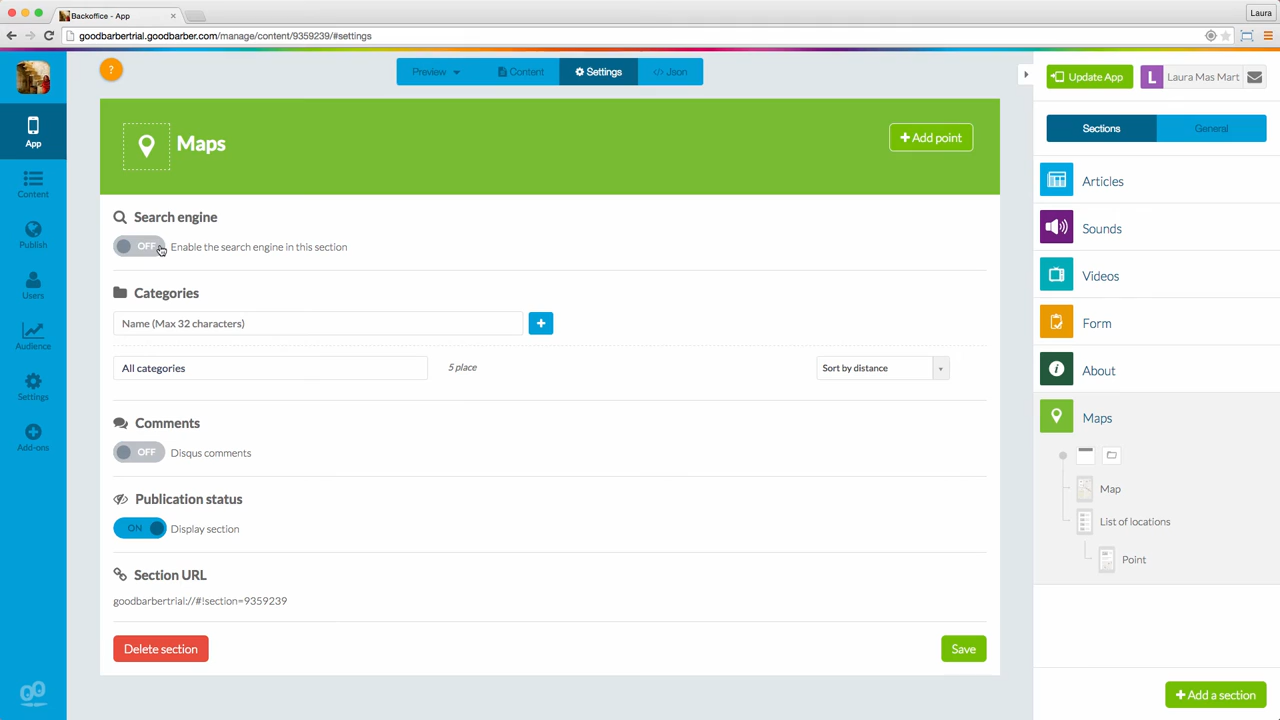 Backoffice - App
Laura
goodbarbertrial.goodbarber.com/manage/content/9359239/#settings
?
Preview
Content
Settings
</> Json
Update App
L
Laura Mas Mart
App
Content
Publish
Users
Audience
Settings
Add-ons
Maps
+ Add point
Search engine
OFF
Enable the search engine in this section
Categories
Name (Max 32 characters)
+
All categories
5 place
Sort by distance
Comments
OFF
Disqus comments
Publication status
ON
Display section
Section URL
goodbarbertrial://#!section=9359239
Delete section
Save
Sections
General
Articles
Sounds
Videos
Form
About
Maps
Map
List of locations
Point
+ Add a section